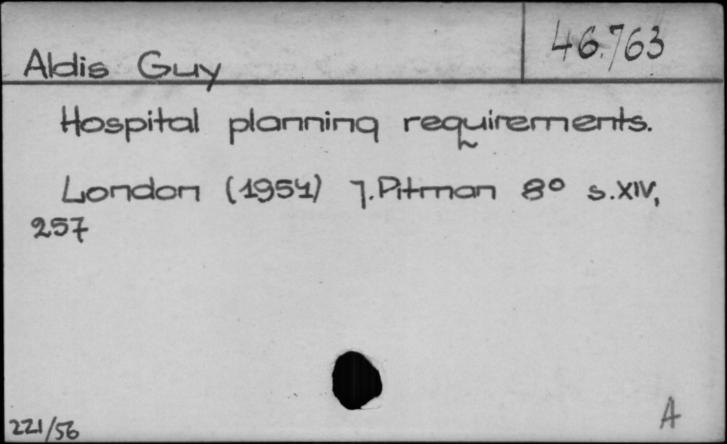 46.763
Aldis Guy
Hospital planning requirements.
London (1954) J.Pitman 8° s.XIV,
257
221/56
A